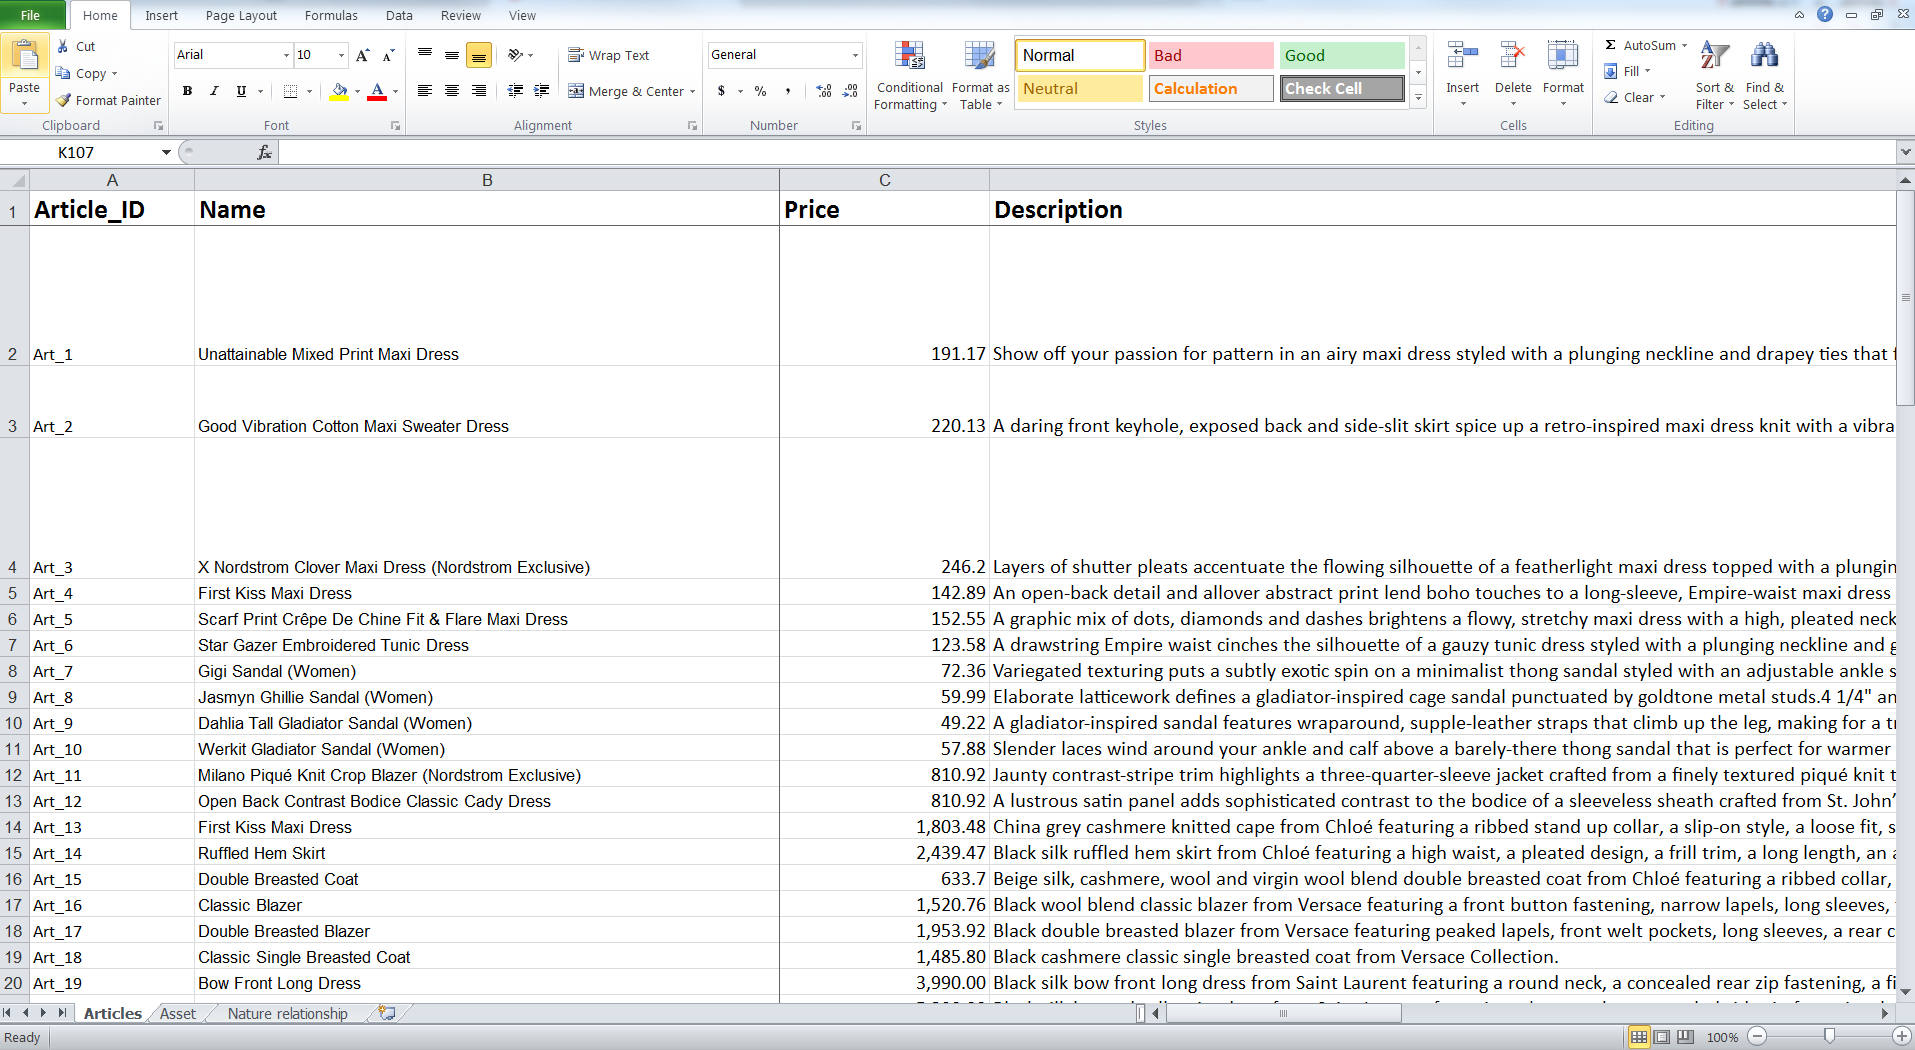 File Home Insert Page Layout Formulas Data Review View
Cut
Copy
Format Painter
Paste
Clipboard
Arial 10
B I U
Font
Wrap Text
Merge & Center
Alignment
General
$ % ,
Number
Conditional Formatting
Format as Table
Normal Bad Good
Neutral Calculation Check Cell
Styles
Insert Delete Format
Cells
Σ AutoSum
Fill
Clear
Sort & Filter
Find & Select
Editing
K107 fx
A B C
1 Article_ID Name Price Description
2 Art_1 Unattainable Mixed Print Maxi Dress 191.17 Show off your passion for pattern in an airy maxi dress styled with a plunging neckline and drapey ties that
3 Art_2 Good Vibration Cotton Maxi Sweater Dress 220.13 A daring front keyhole, exposed back and side-slit skirt spice up a retro-inspired maxi dress knit with a vibra
4 Art_3 X Nordstrom Clover Maxi Dress (Nordstrom Exclusive) 246.2 Layers of shutter pleats accentuate the flowing silhouette of a featherlight maxi dress topped with a plungin
5 Art_4 First Kiss Maxi Dress 142.89 An open-back detail and allover abstract print lend boho touches to a long-sleeve, Empire-waist maxi dress
6 Art_5 Scarf Print Crêpe De Chine Fit & Flare Maxi Dress 152.55 A graphic mix of dots, diamonds and dashes brightens a flowy, stretchy maxi dress with a high, pleated neck
7 Art_6 Star Gazer Embroidered Tunic Dress 123.58 A drawstring Empire waist cinches the silhouette of a gauzy tunic dress styled with a plunging neckline and g
8 Art_7 Gigi Sandal (Women) 72.36 Variegated texturing puts a subtly exotic spin on a minimalist thong sandal styled with an adjustable ankle s
9 Art_8 Jasmyn Ghillie Sandal (Women) 59.99 Elaborate latticework defines a gladiator-inspired cage sandal punctuated by goldtone metal studs.4 1/4" an
10 Art_9 Dahlia Tall Gladiator Sandal (Women) 49.22 A gladiator-inspired sandal features wraparound, supple-leather straps that climb up the leg, making for a tr
11 Art_10 Werkit Gladiator Sandal (Women) 57.88 Slender laces wind around your ankle and calf above a barely-there thong sandal that is perfect for warmer
12 Art_11 Milano Piqué Knit Crop Blazer (Nordstrom Exclusive) 810.92 Jaunty contrast-stripe trim highlights a three-quarter-sleeve jacket crafted from a finely textured piqué knit t
13 Art_12 Open Back Contrast Bodice Classic Cady Dress 810.92 A lustrous satin panel adds sophisticated contrast to the bodice of a sleeveless sheath crafted from St. John’
14 Art_13 First Kiss Maxi Dress 1,803.48 China grey cashmere knitted cape from Chloé featuring a ribbed stand up collar, a slip-on style, a loose fit, s
15 Art_14 Ruffled Hem Skirt 2,439.47 Black silk ruffled hem skirt from Chloé featuring a high waist, a pleated design, a frill trim, a long length, an a
16 Art_15 Double Breasted Coat 633.7 Beige silk, cashmere, wool and virgin wool blend double breasted coat from Chloé featuring a ribbed collar,
17 Art_16 Classic Blazer 1,520.76 Black wool blend classic blazer from Versace featuring a front button fastening, narrow lapels, long sleeves,
18 Art_17 Double Breasted Blazer 1,953.92 Black double breasted blazer from Versace featuring peaked lapels, front welt pockets, long sleeves, a rear c
19 Art_18 Classic Single Breasted Coat 1,485.80 Black cashmere classic single breasted coat from Versace Collection.
20 Art_19 Bow Front Long Dress 3,990.00 Black silk bow front long dress from Saint Laurent featuring a round neck, a concealed rear zip fastening, a fi
Articles Asset Nature relationship
Ready 100%